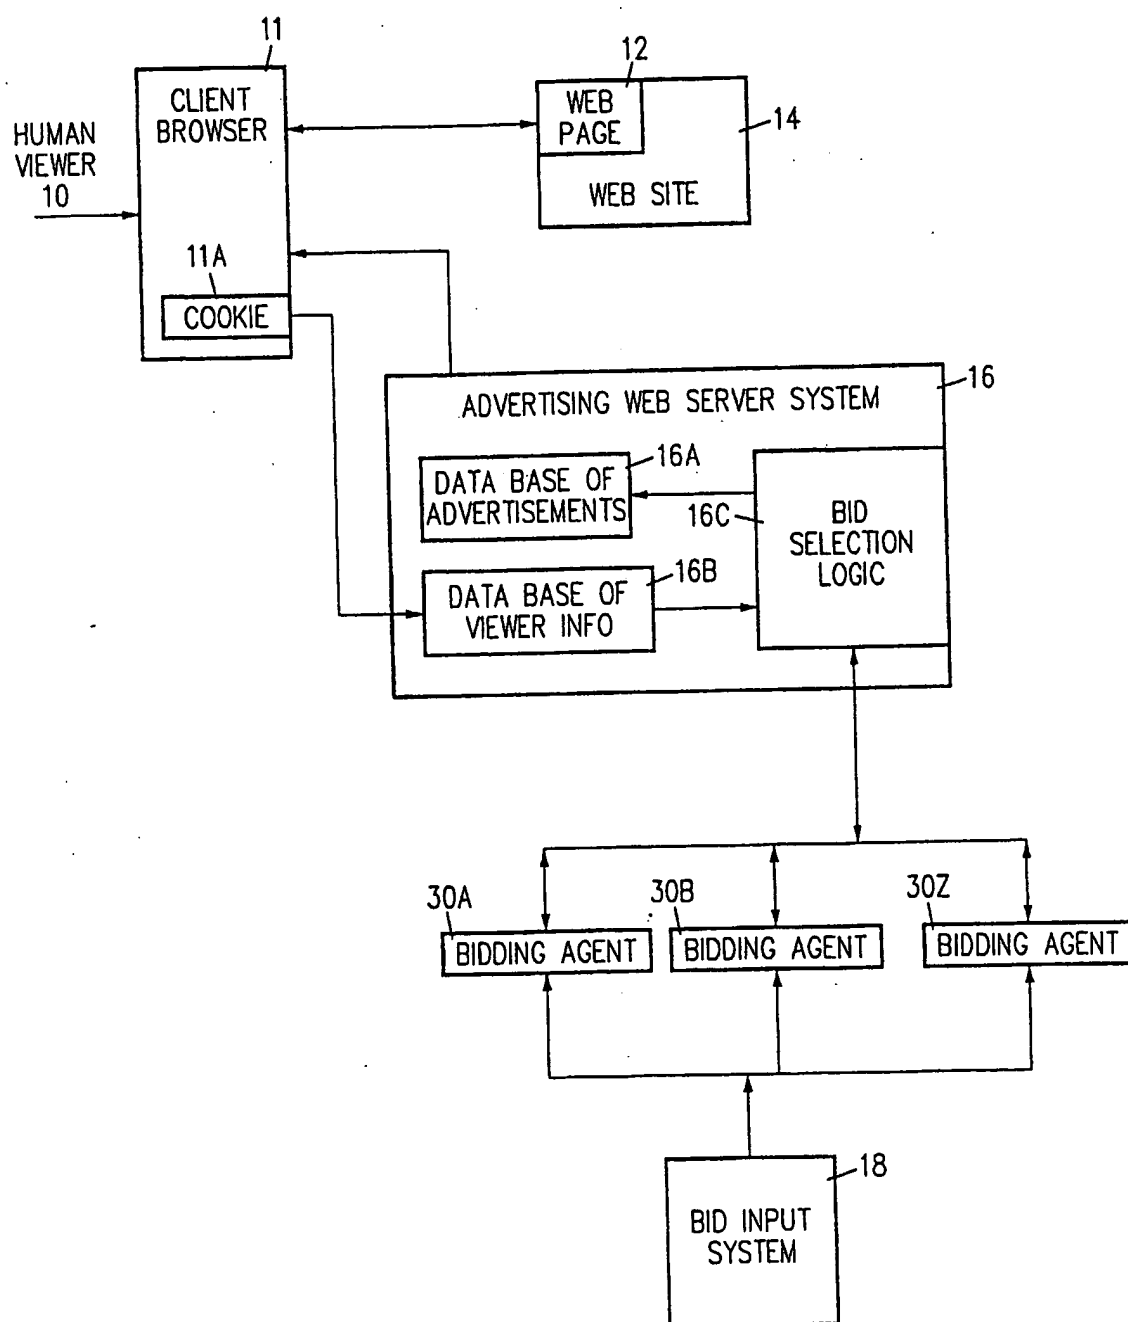 11
CLIENT
BROWSER
HUMAN
VIEWER
10
11A
COOKIE
12
WEB
PAGE
14
WEB SITE
16
ADVERTISING WEB SERVER SYSTEM
16A
DATA BASE OF
ADVERTISEMENTS
16B
DATA BASE OF
VIEWER INFO
16C
BID
SELECTION
LOGIC
30A
BIDDING AGENT
30B
BIDDING AGENT
30Z
BIDDING AGENT
18
BID INPUT
SYSTEM